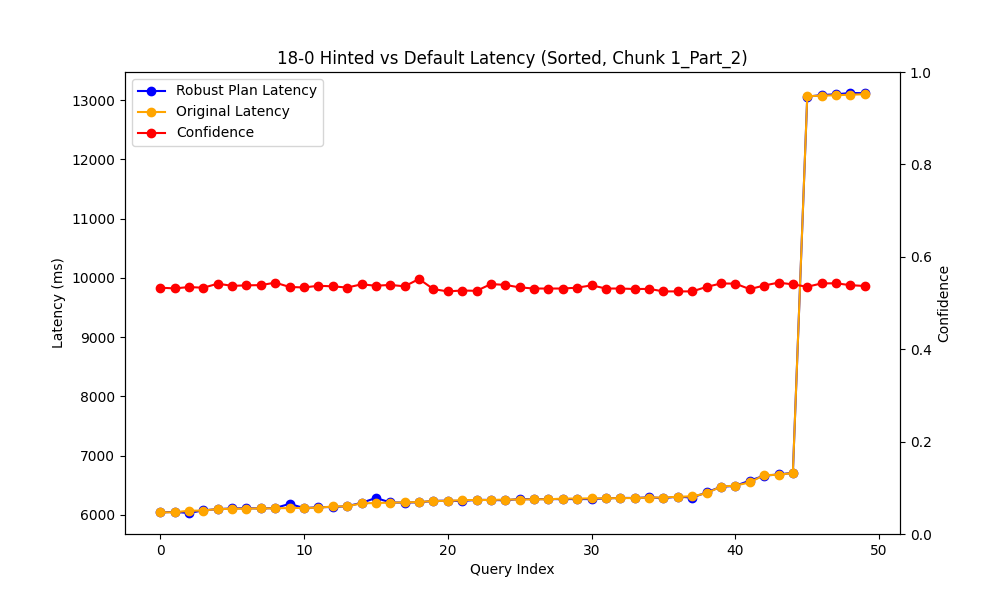 18-0 Hinted vs Default Latency (Sorted, Chunk 1_Part_2)
Robust Plan Latency
Original Latency
Confidence
13000
12000
11000
10000
9000
8000
7000
6000
Latency (ms)
1.0
0.8
0.6
0.4
0.2
0.0
Confidence
0 10 20 30 40 50
Query Index